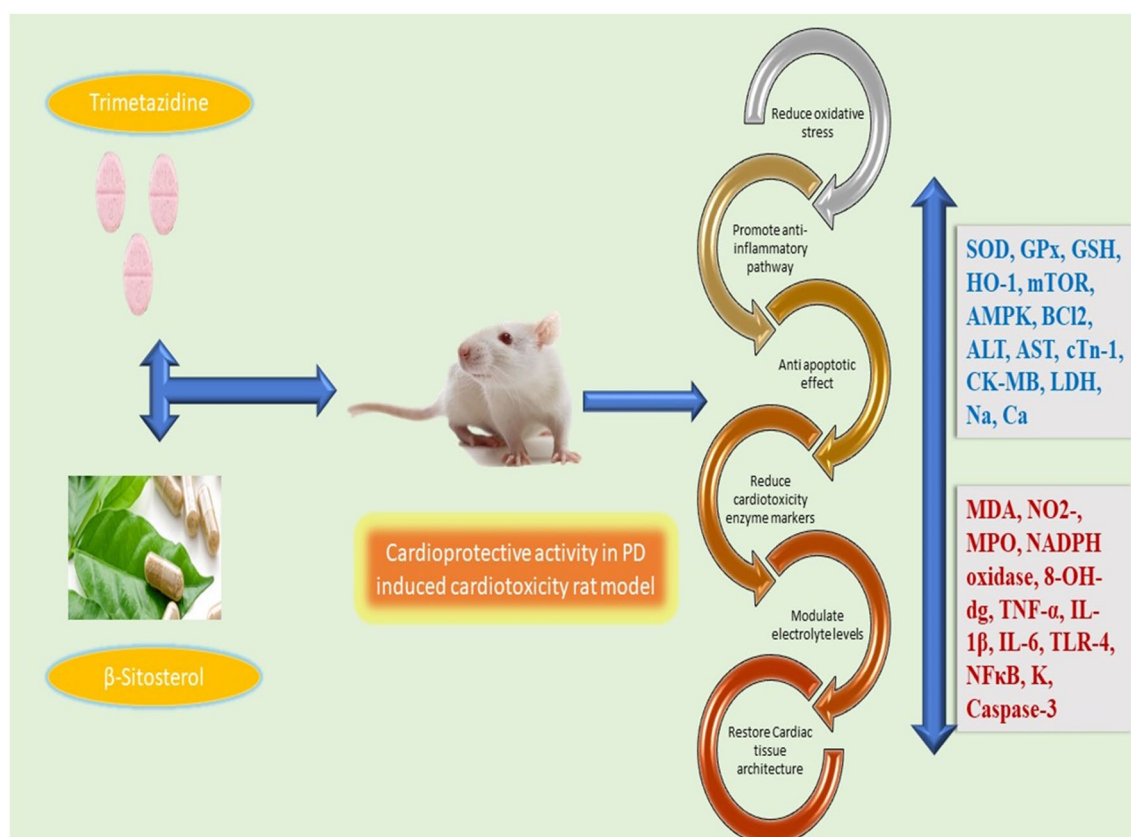 Trimetazidine
β-Sitosterol
Cardioprotective activity in PD
induced cardiotoxicity rat model
Reduce oxidative
stress
Promote anti-
inflammatory
pathway
Anti apoptotic
effect
Reduce
cardiotoxicity
enzyme markers
Modulate
electrolyte levels
Restore Cardiac
tissue
architecture
SOD, GPx, GSH,
HO-1, mTOR,
AMPK, BCl2,
ALT, AST, cTn-1,
CK-MB, LDH,
Na, Ca
MDA, NO2-,
MPO, NADPH
oxidase, 8-OH-
dg, TNF-α, IL-
1β, IL-6, TLR-4,
NFκB, K,
Caspase-3